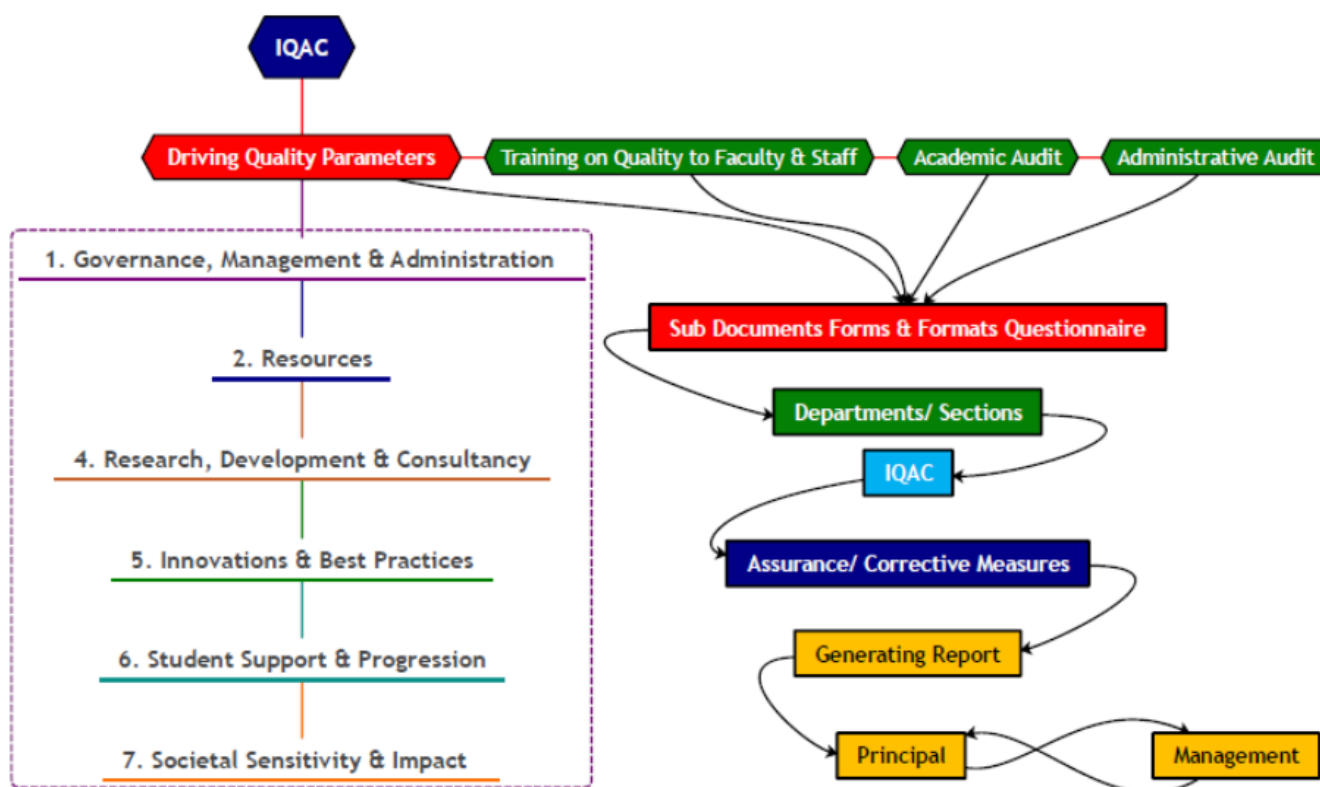 IQAC
Driving Quality Parameters
Training on Quality to Faculty & Staff
Academic Audit
Administrative Audit
1. Governance, Management & Administration
2. Resources
4. Research, Development & Consultancy
5. Innovations & Best Practices
6. Student Support & Progression
7. Societal Sensitivity & Impact
Sub Documents Forms & Formats Questionnaire
Departments/ Sections
IQAC
Assurance/ Corrective Measures
Generating Report
Principal
Management